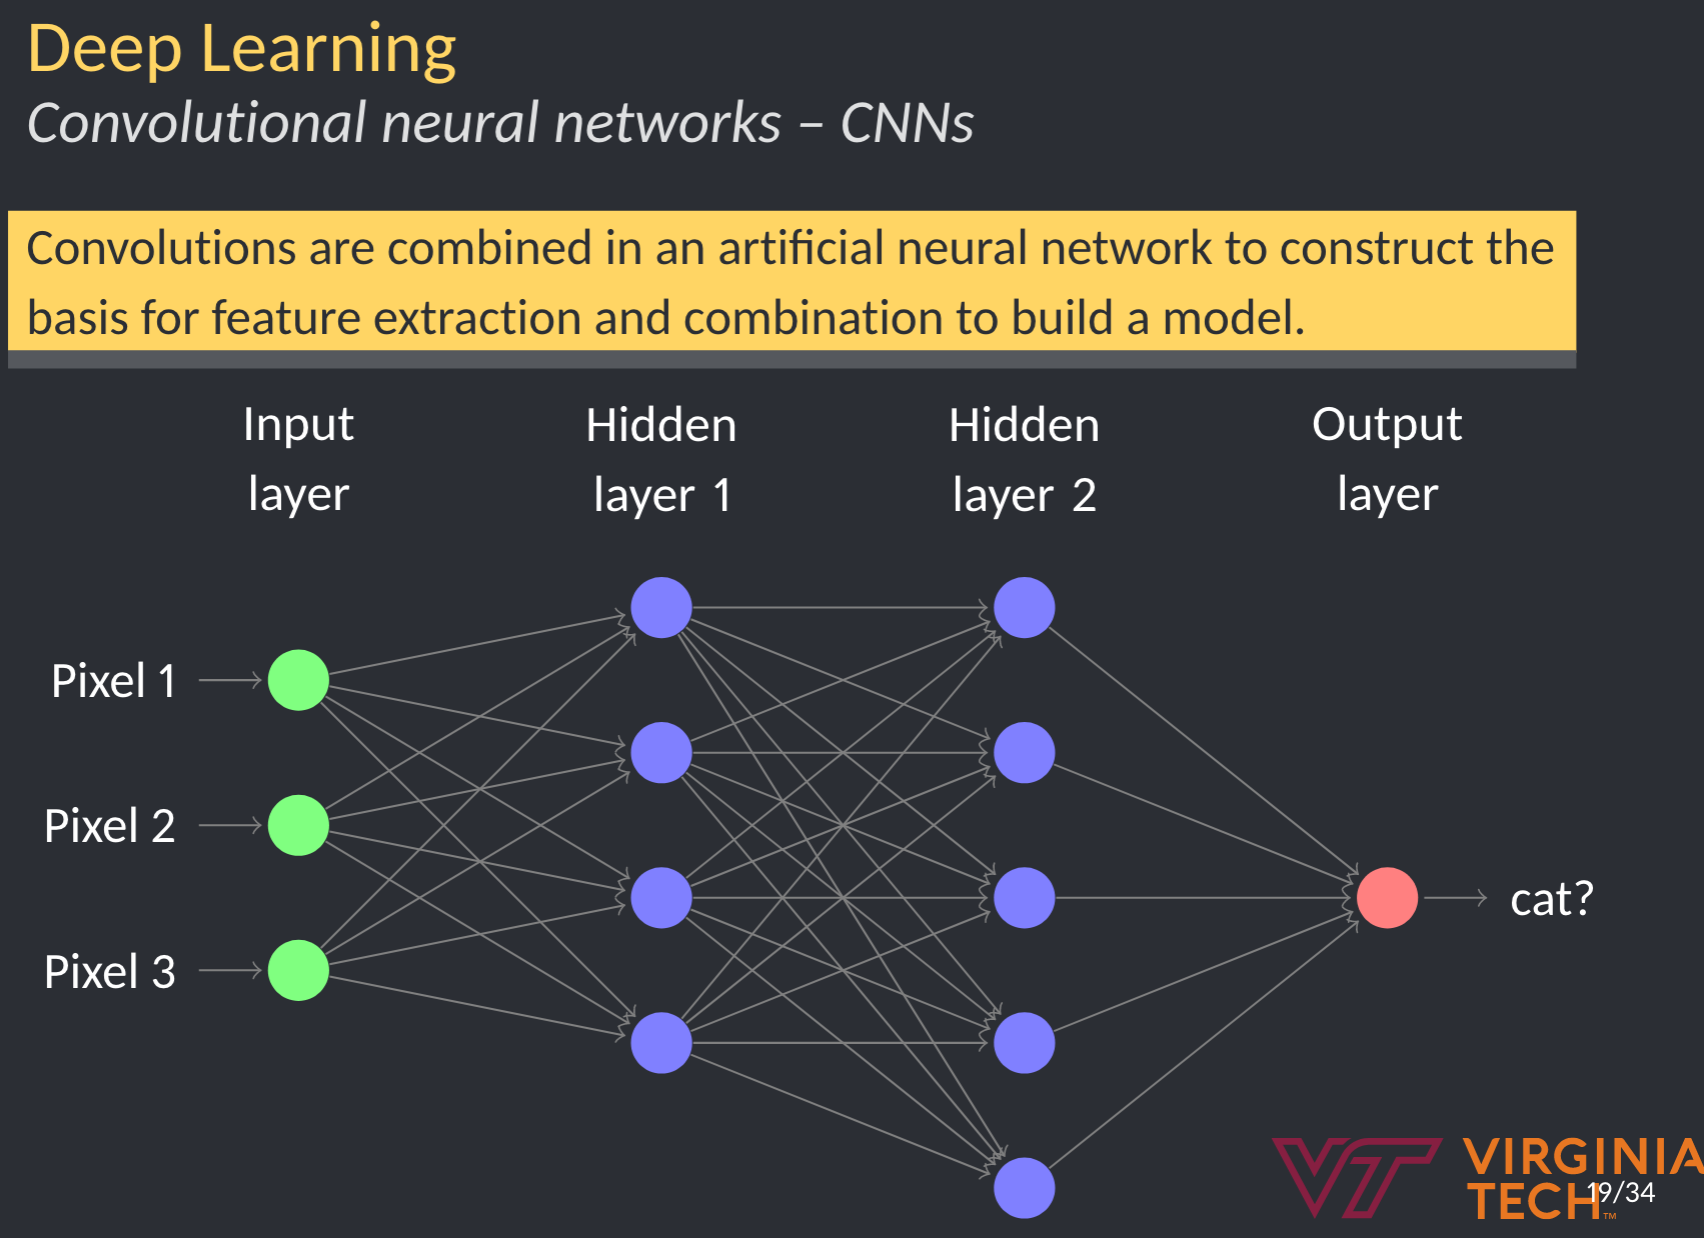 Deep Learning
Convolutional neural networks – CNNs
Convolutions are combined in an artificial neural network to construct the
basis for feature extraction and combination to build a model.
Input
layer
Hidden
layer 1
Hidden
layer 2
Output
layer
Pixel 1
Pixel 2
Pixel 3
cat?
VT
VIRGINIA
TECH™
19/34